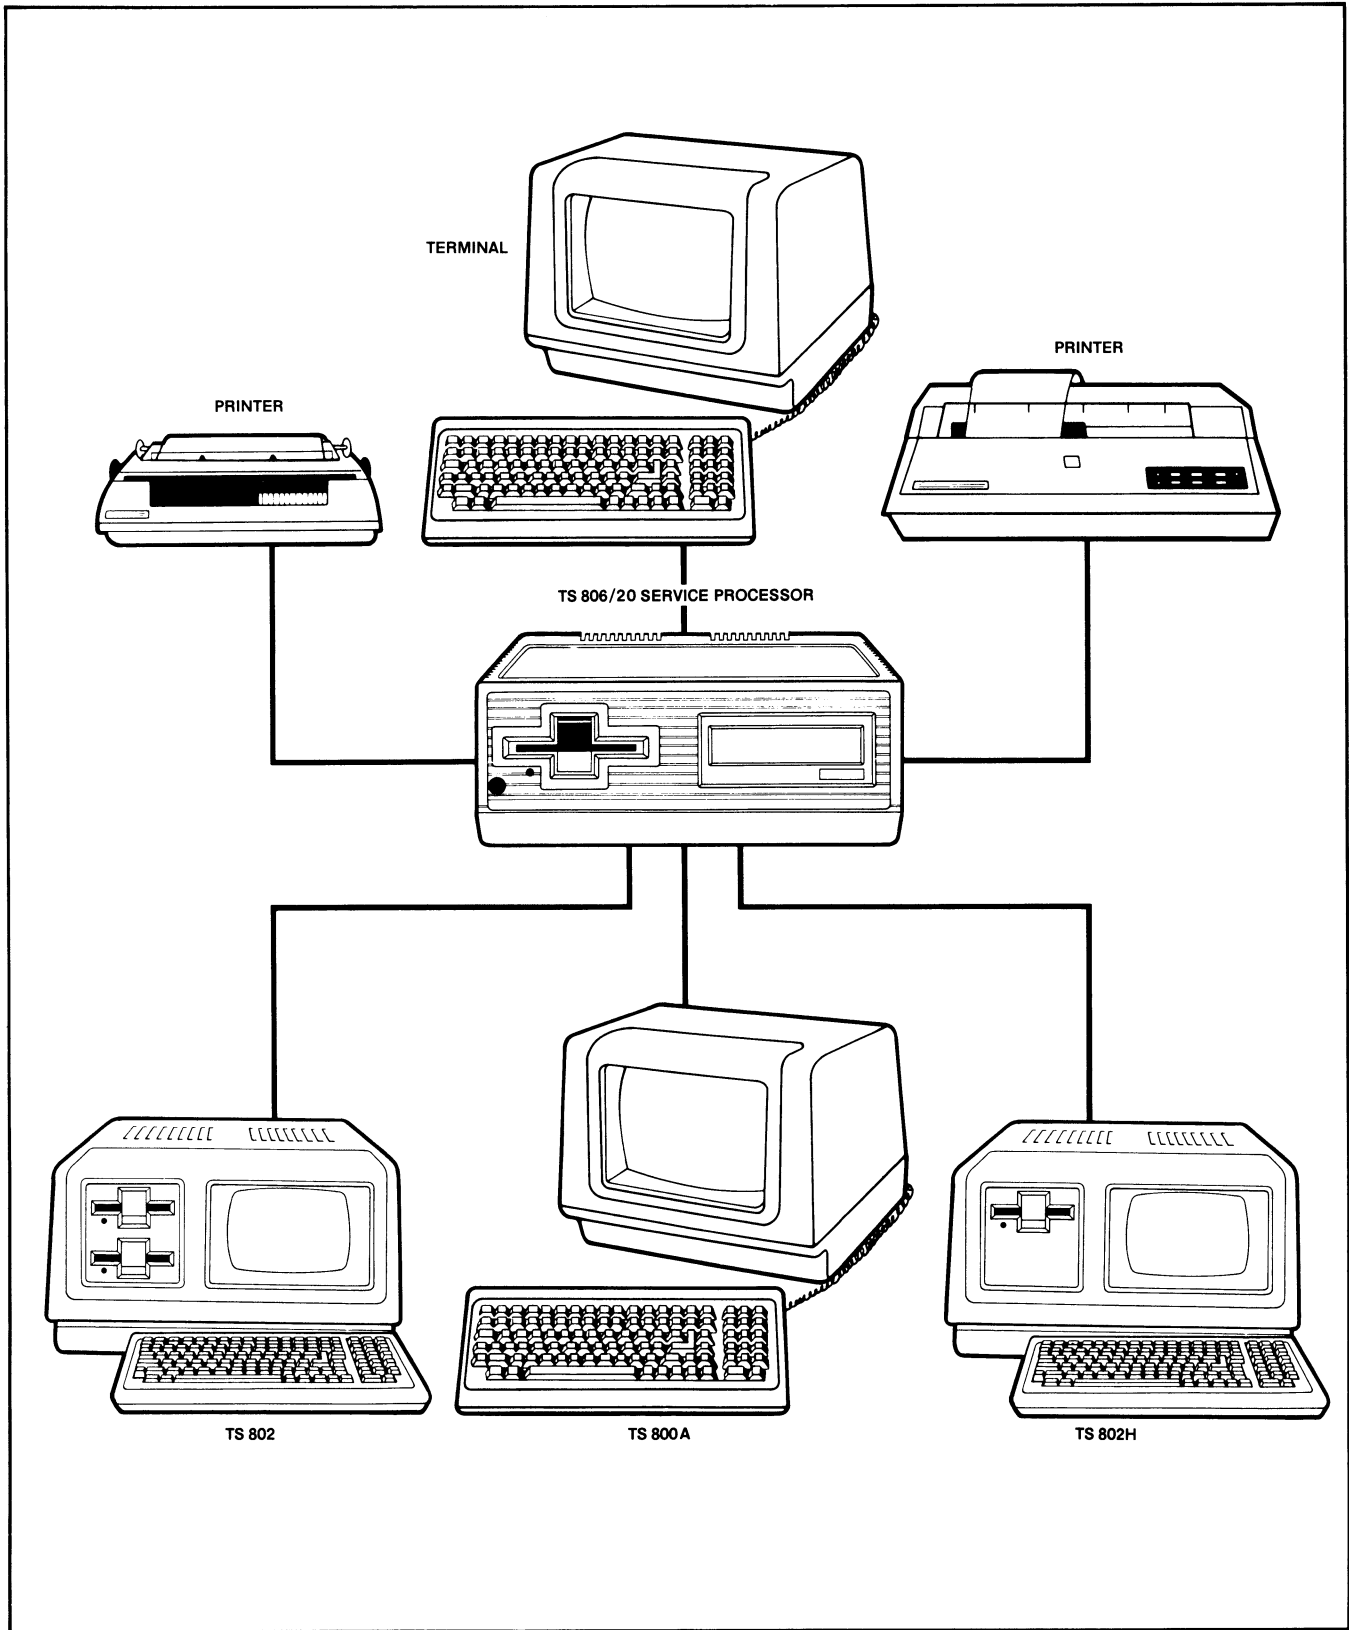 TERMINAL
PRINTER
PRINTER
TS 806/20 SERVICE PROCESSOR
TS 802
TS 800A
TS 802H